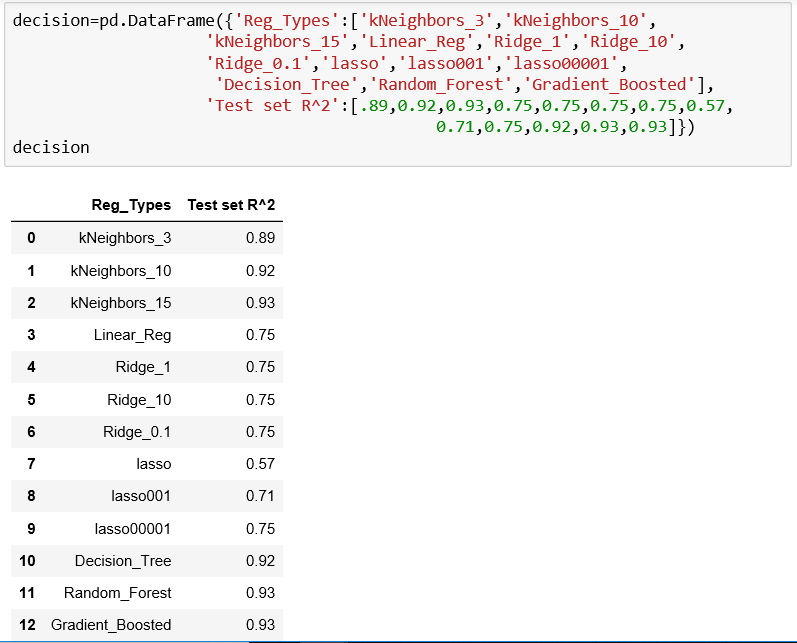 decision=pd.DataFrame({'Reg_Types':['kNeighbors_3','kNeighbors_10',
'kNeighbors_15','Linear_Reg','Ridge_1','Ridge_10',
'Ridge_0.1','lasso','lasso001','lasso00001',
'Decision_Tree','Random_Forest','Gradient_Boosted'],
'Test set R^2':[.89,0.92,0.93,0.75,0.75,0.75,0.75,0.57,
0.71,0.75,0.92,0.93,0.93]})
decision
Reg_Types Test set R^2
0 kNeighbors_3 0.89
1 kNeighbors_10 0.92
2 kNeighbors_15 0.93
3 Linear_Reg 0.75
4 Ridge_1 0.75
5 Ridge_10 0.75
6 Ridge_0.1 0.75
7 lasso 0.57
8 lasso001 0.71
9 lasso00001 0.75
10 Decision_Tree 0.92
11 Random_Forest 0.93
12 Gradient_Boosted 0.93